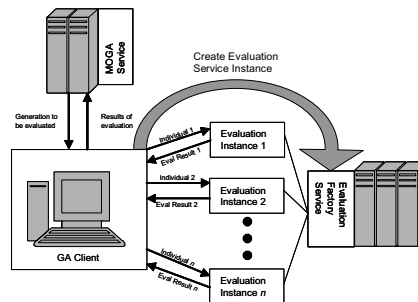 MOGA
Service
Create Evaluation
Service Instance
Generation to
be evaluated
Results of
evaluation
Individual 1
Eval Result 1
Evaluation
Instance 1
Individual 2
Eval Result 2
Evaluation
Instance 2
Individual n
Eval Result n
Evaluation
Instance n
Evaluation
Factory
Service
GA Client